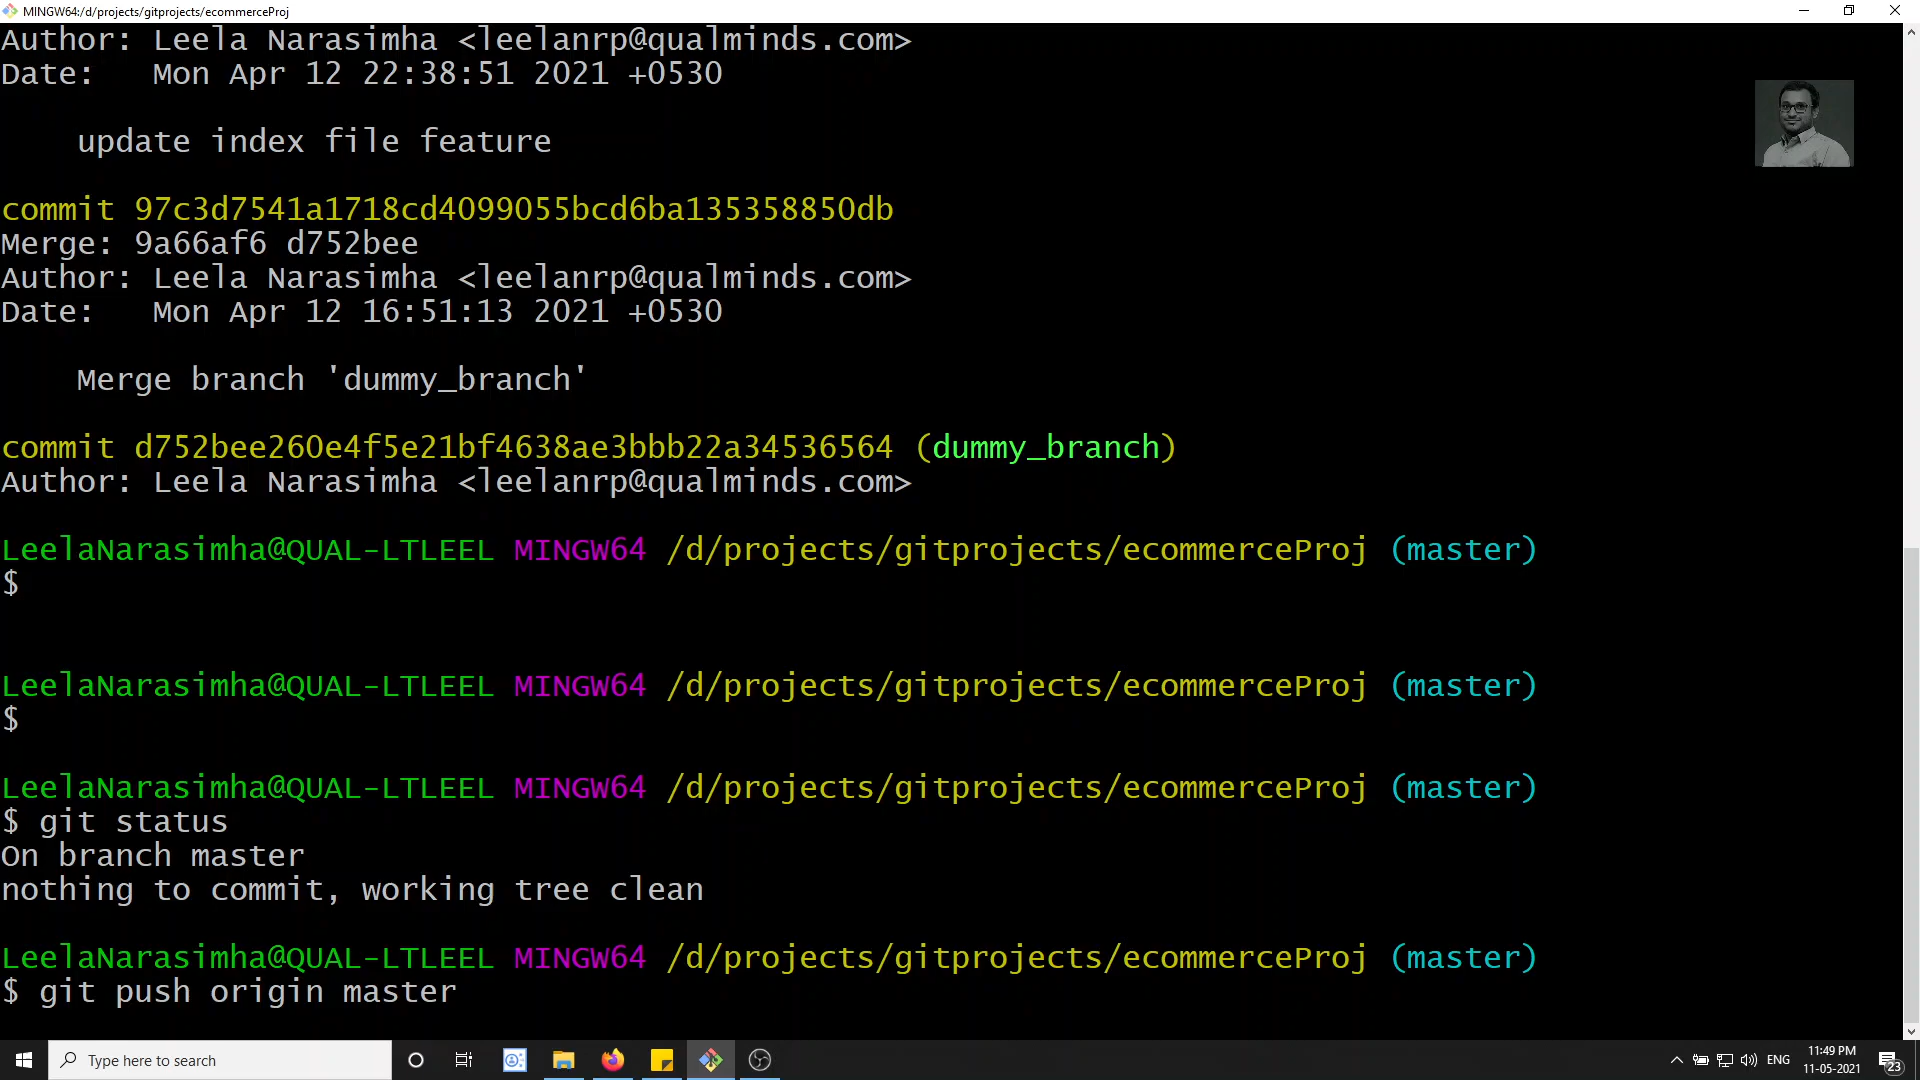 MINGW64:/d/projects/gitprojects/ecommerceProj
Author: Leela Narasimha <leelanrp@qualminds.com>
Date:   Mon Apr 12 22:38:51 2021 +0530
update index file feature
commit 97c3d7541a1718cd4099055bcd6ba135358850db
Merge: 9a66af6 d752bee
Author: Leela Narasimha <leelanrp@qualminds.com>
Date:   Mon Apr 12 16:51:13 2021 +0530
Merge branch 'dummy_branch'
commit d752bee260e4f5e21bf4638ae3bbb22a34536564 (dummy_branch)
Author: Leela Narasimha <leelanrp@qualminds.com>
LeelaNarasimha@QUAL-LTLEEL MINGW64 /d/projects/gitprojects/ecommerceProj (master)
$
LeelaNarasimha@QUAL-LTLEEL MINGW64 /d/projects/gitprojects/ecommerceProj (master)
$
LeelaNarasimha@QUAL-LTLEEL MINGW64 /d/projects/gitprojects/ecommerceProj (master)
$ git status
On branch master
nothing to commit, working tree clean
LeelaNarasimha@QUAL-LTLEEL MINGW64 /d/projects/gitprojects/ecommerceProj (master)
$ git push origin master
Type here to search
ENG
11:49 PM
11-05-2021
23